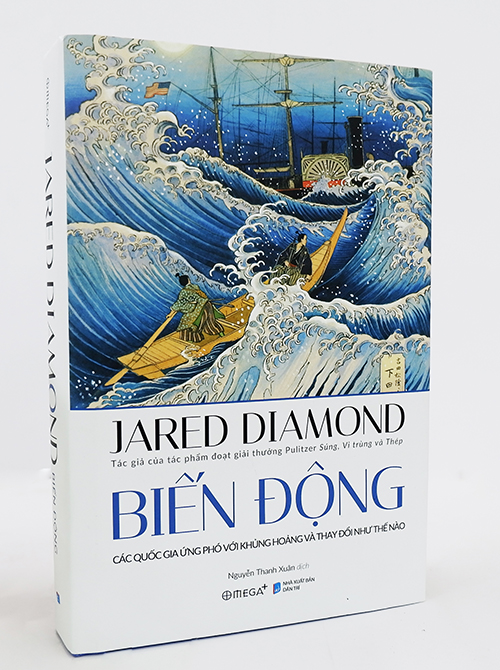 JARED DIAMOND
Tác giả của tác phẩm đoạt giải thưởng Pulitzer Súng, Vi trùng và Thép
BIẾN ĐỘNG
CÁC QUỐC GIA ỨNG PHÓ VỚI KHỦNG HOẢNG VÀ THAY ĐỔI NHƯ THẾ NÀO
Nguyễn Thanh Xuân dịch
OMEGA+
NHÀ XUẤT BẢN
DÂN TRÍ
下田
JARED DIAMOND
BIẾN ĐỘNG